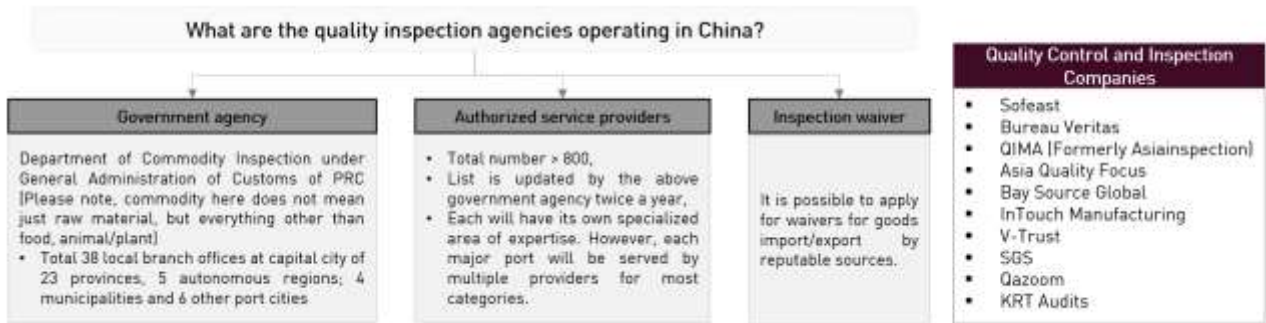 What are the quality inspection agencies operating in China?
Government agency
Department of Commodity Inspection under
General Administration of Customs of PRC
(Please note, commodity here does not mean
just raw material, but everything other than
food, animal/plant)
• Total 38 local branch offices at capital city of
23 provinces, 5 autonomous regions; 4
municipalities and 6 other port cities
Authorized service providers
• Total number > 800,
• List is updated by the above
government agency twice a year,
• Each will have its own specialized
area of expertise. However, each
major port will be served by
multiple providers for most
categories.
Inspection waiver
It is possible to apply
for waivers for goods
import/export by
reputable sources.
Quality Control and Inspection
Companies
• Sofeast
• Bureau Veritas
• QIMA (Formerly Asiainspection)
• Asia Quality Focus
• Bay Source Global
• InTouch Manufacturing
• V-Trust
• SGS
• Qazoom
• KRT Audits